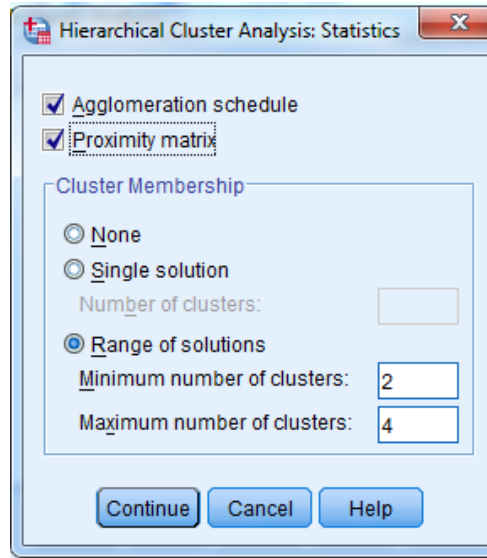 Hierarchical Cluster Analysis: Statistics
Agglomeration schedule
Proximity matrix
Cluster Membership
None
Single solution
Number of clusters:
Range of solutions
Minimum number of clusters: 2
Maximum number of clusters: 4
Continue Cancel Help